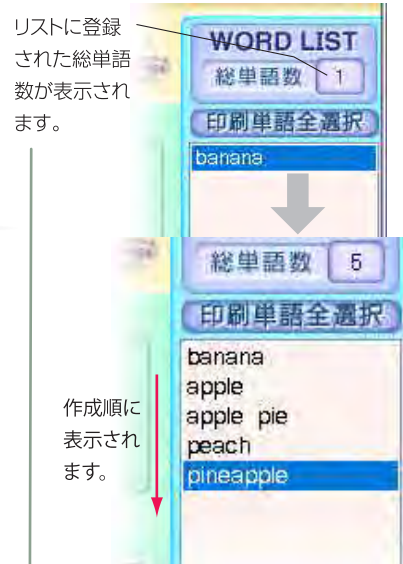 リストに登録
された総単語
数が表示され
ます。
WORD LIST
総単語数 1
印刷単語全選択
banana
総単語数 5
印刷単語全選択
banana
apple
apple pie
peach
pineapple
作成順に
表示され
ます。